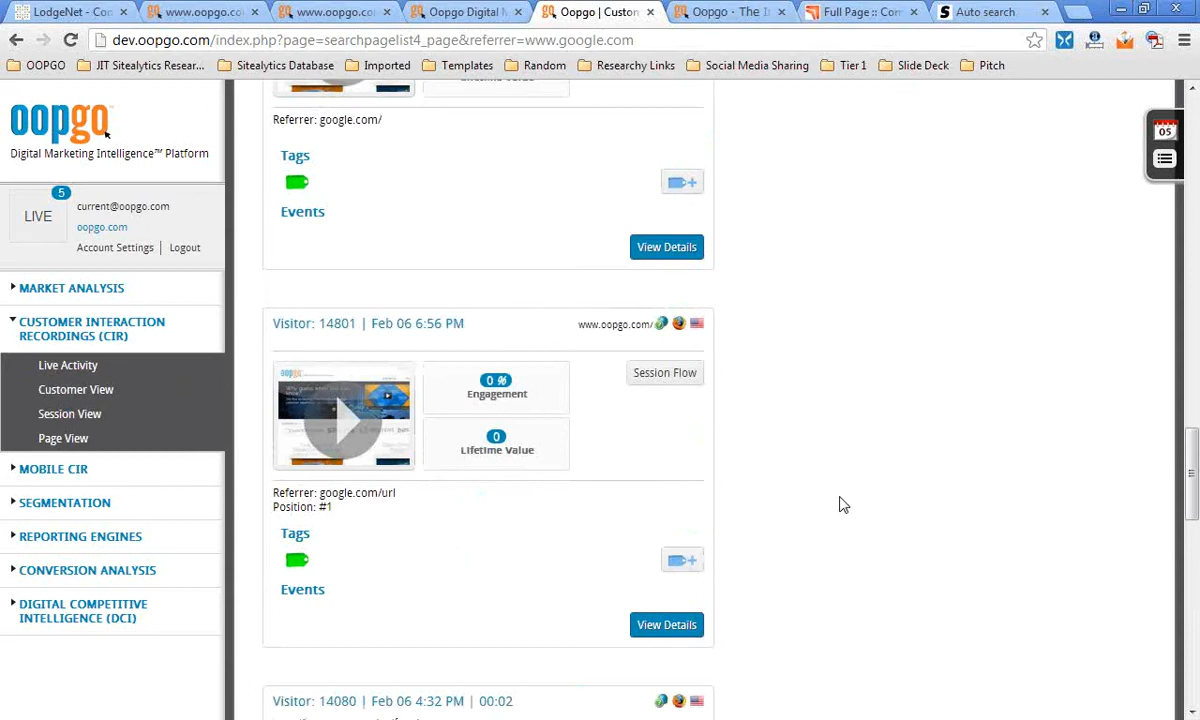 LodgeNet - Con
www.oopgo.co
www.oopgo.co
Oopgo Digital M
Oopgo | Custom
Oopgo - The I
Full Page :: Com
Auto search
dev.oopgo.com/index.php?page=searchpagelist4_page&referrer=www.google.com
OOPGO
JIT Sitealytics Resear...
Sitealytics Database
Imported
Templates
Random
Researchy Links
Social Media Sharing
Tier 1
Slide Deck
Pitch
oopgo
Digital Marketing Intelligence™ Platform
5
LIVE
current@oopgo.com
oopgo.com
Account Settings | Logout
MARKET ANALYSIS
CUSTOMER INTERACTION
RECORDINGS (CIR)
Live Activity
Customer View
Session View
Page View
MOBILE CIR
SEGMENTATION
REPORTING ENGINES
CONVERSION ANALYSIS
DIGITAL COMPETITIVE
INTELLIGENCE (DCI)
Referrer: google.com/
Tags
Events
View Details
Visitor: 14801 | Feb 06 6:56 PM
www.oopgo.com/
0 %
Engagement
Session Flow
0
Lifetime Value
Referrer: google.com/url
Position: #1
Tags
Events
View Details
Visitor: 14080 | Feb 06 4:32 PM | 00:02
05